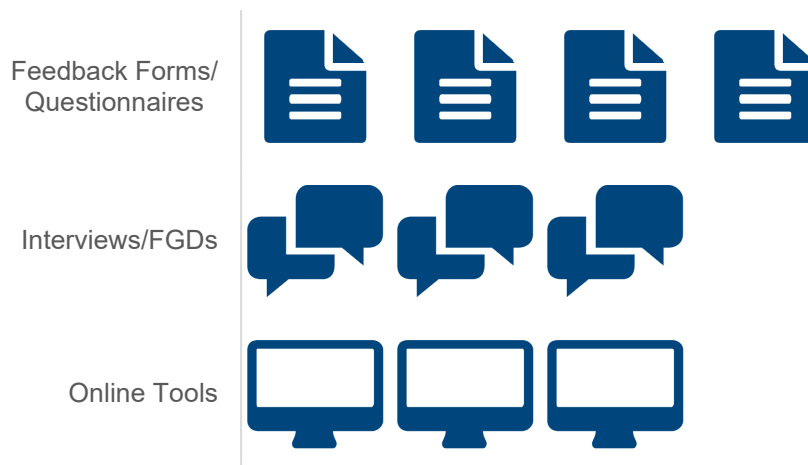 Feedback Forms/
Questionnaires
Interviews/FGDs
Online Tools